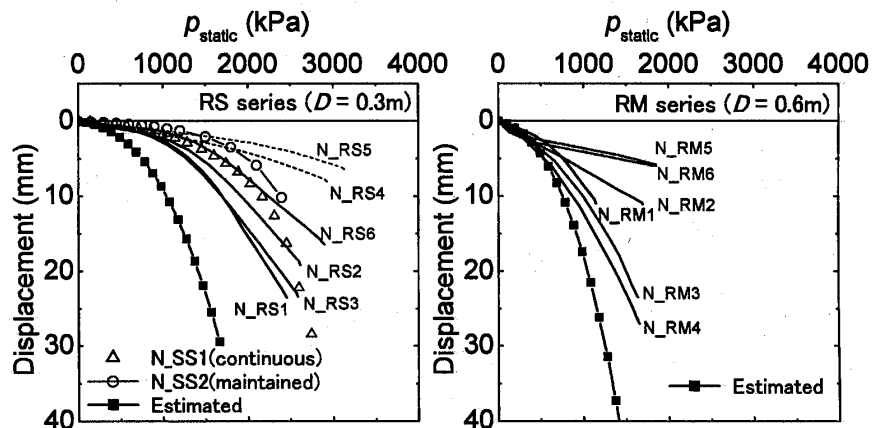 p_static (kPa)
0 1000 2000 3000 4000
RS series (D = 0.3m)
0
10
20
30
40
Displacement (mm)
N_RS5
N_RS4
N_RS6
N_RS2
N_RS3
N_RS1
N_SS1(continuous)
N_SS2(maintained)
Estimated
p_static (kPa)
0 1000 2000 3000 4000
RM series (D = 0.6m)
0
10
20
30
40
Displacement (mm)
N_RM5
N_RM6
N_RM2
N_RM1
N_RM3
N_RM4
Estimated